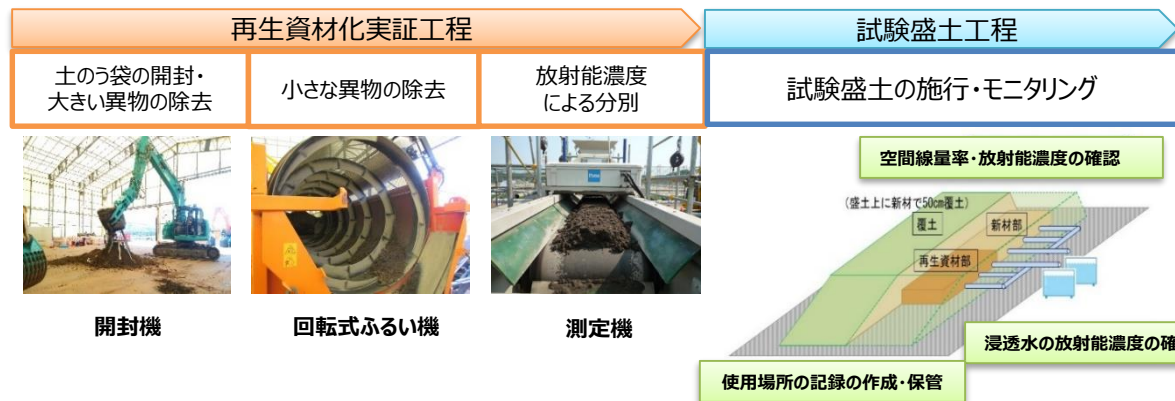 再生資材化実証工程
試験盛土工程
土のう袋の開封・
大きい異物の除去
小さな異物の除去
放射能濃度
による分別
試験盛土の施行・モニタリング
空間線量率・放射能濃度の確認
(盛土上に新材で50cm覆土)
覆土
新材部
再生資材部
浸透水の放射能濃度の確
使用場所の記録の作成・保管
開封機
回転式ふるい機
測定機